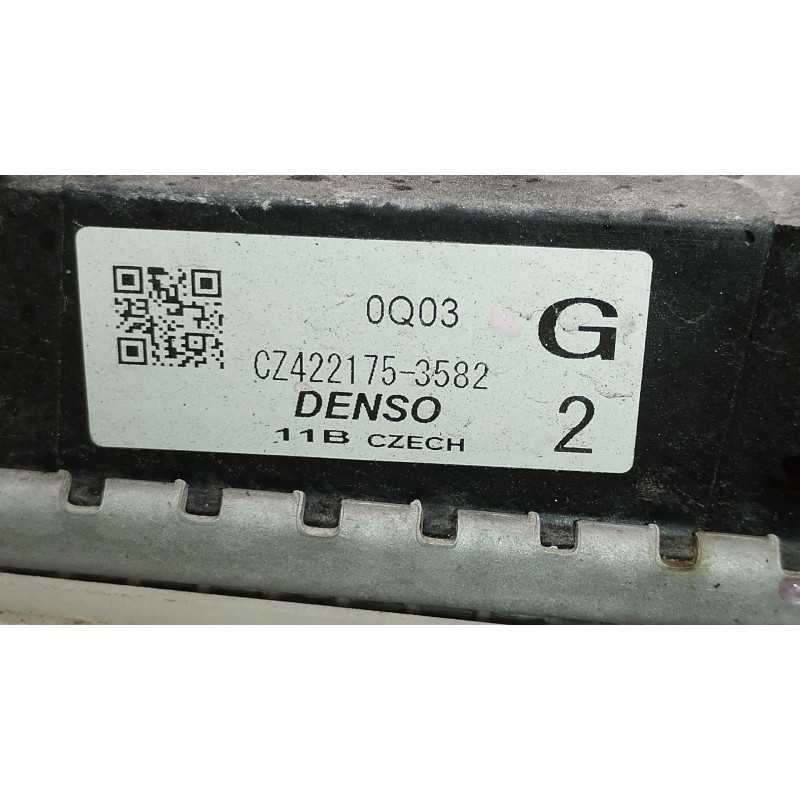 0Q03
G
CZ422175-3582
DENSO
2
11B CZECH